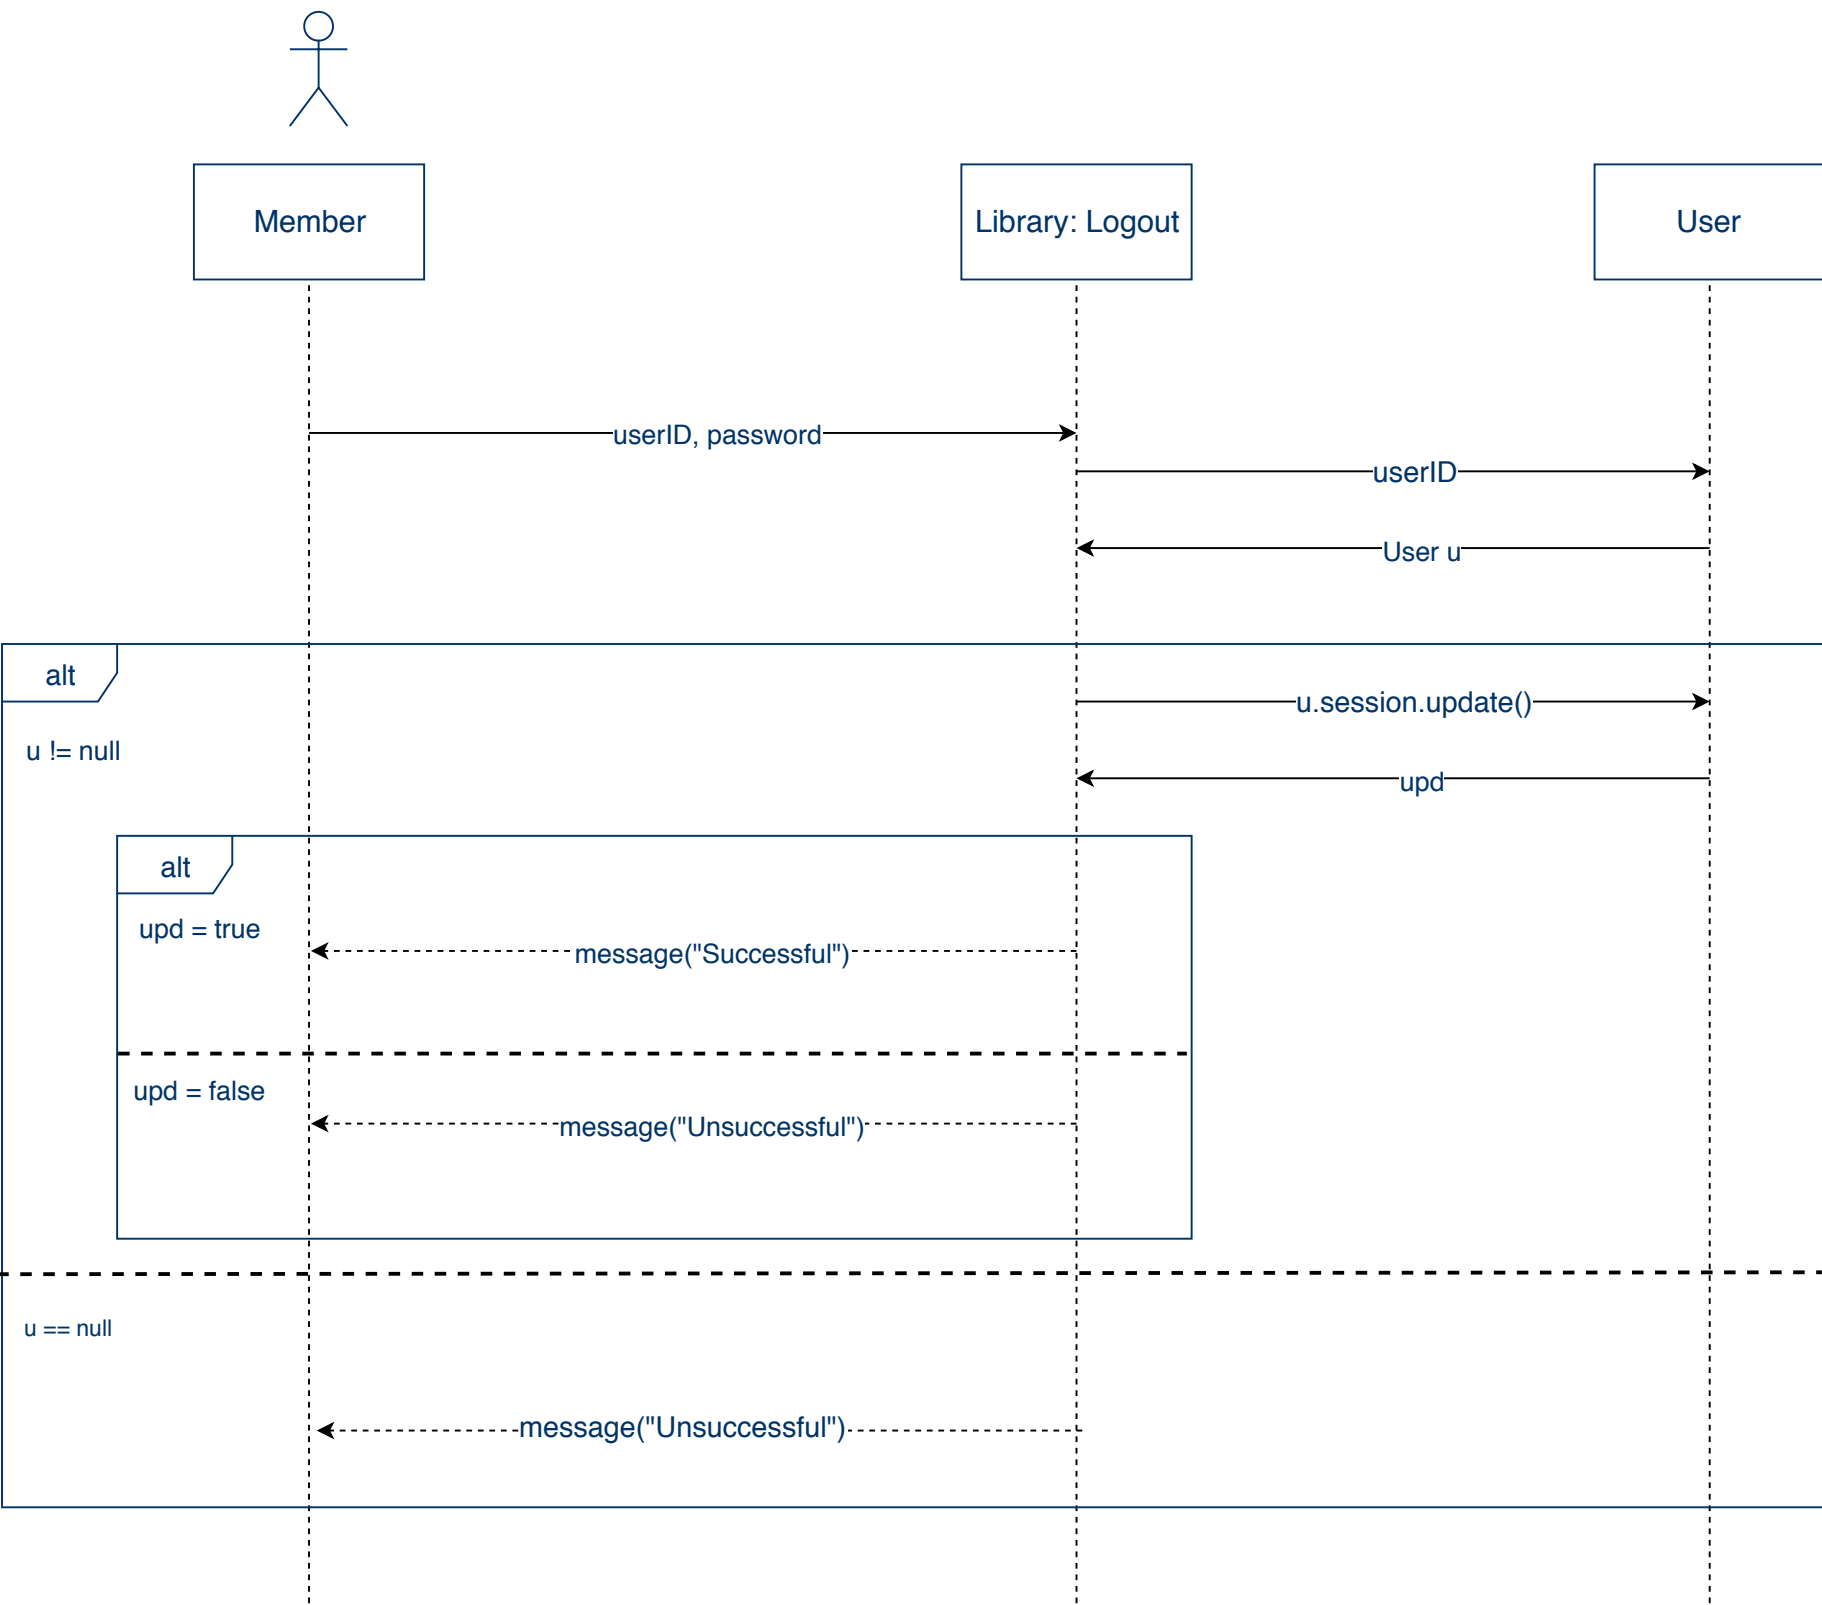 Member
Library: Logout
User
userID, password
userID
User u
alt
u.session.update()
u != null
upd
alt
upd = true
message("Successful")
upd = false
message("Unsuccessful")
u == null
message("Unsuccessful")